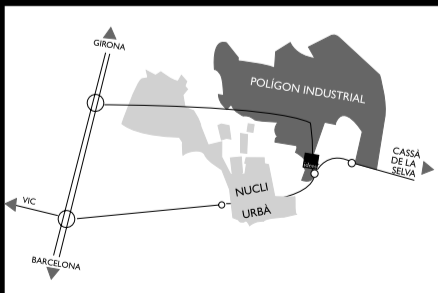 GIRONA
POLÍGON INDUSTRIAL
CASSÀ
DE LA
SELVA
NUCLI
URBÀ
VIC
BARCELONA